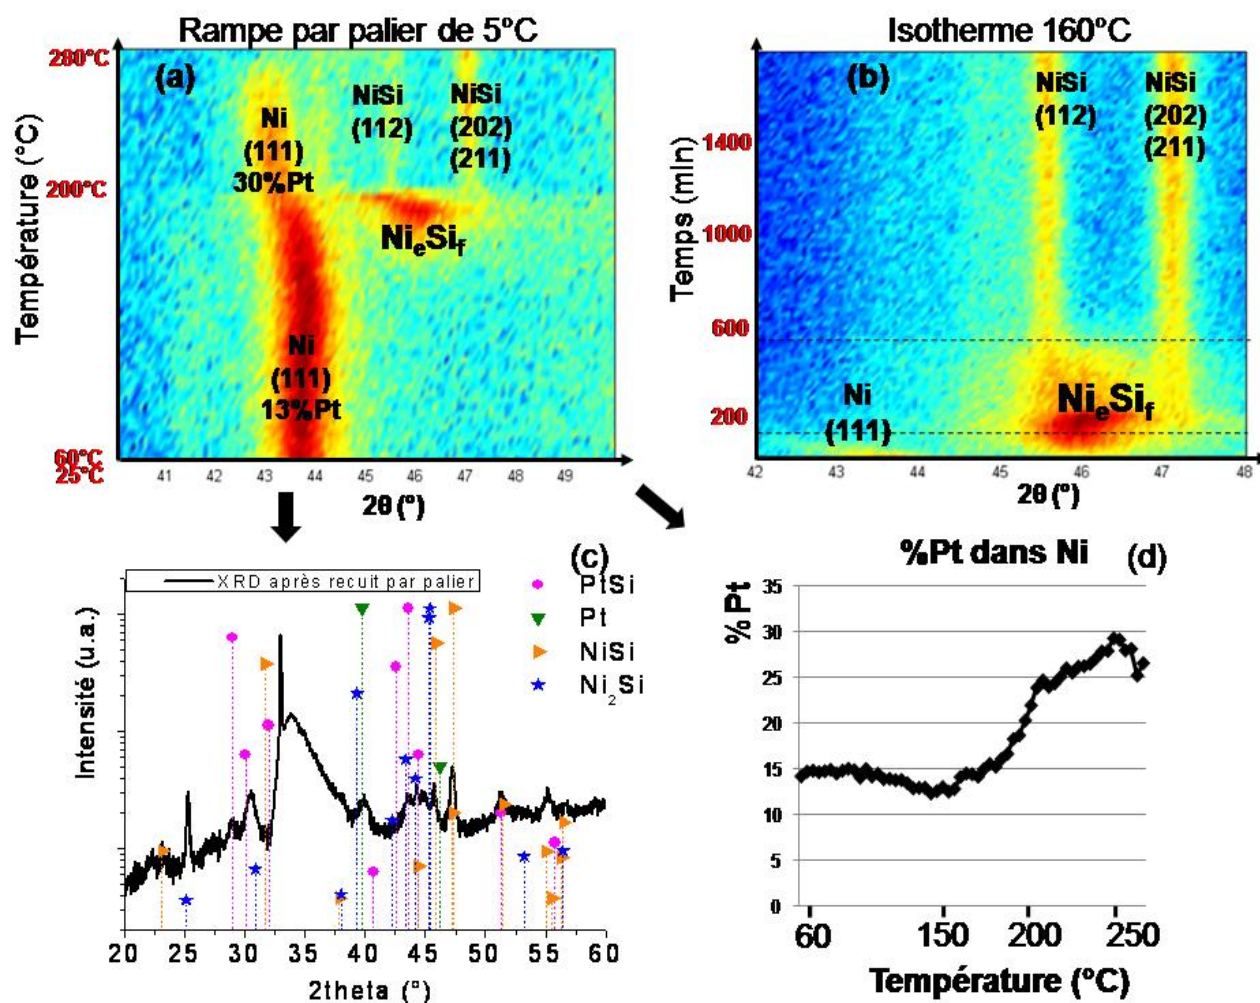 Rampe par palier de 5°C
(a)
Température (°C)
280°C
200°C
60°C
25°C
Ni
(111)
30%Pt
NiSi
(112)
NiSi
(202)
(211)
Ni
(111)
13%Pt
NieSif
41 42 43 44 45 46 47 48 49
2θ (°)
Isotherme 160°C
(b)
Temps (min)
1400
1000
600
200
NiSi
(112)
NiSi
(202)
(211)
Ni
(111)
NieSif
42 43 44 45 46 47 48
2θ (°)
(c)
XRD après recuit par palier
PtSi
Pt
NiSi
Ni2Si
Intensité (u.a.)
20 25 30 35 40 45 50 55 60
2theta (°)
%Pt dans Ni
(d)
% Pt
35
30
25
20
15
10
5
0
60 150 200 250
Température (°C)